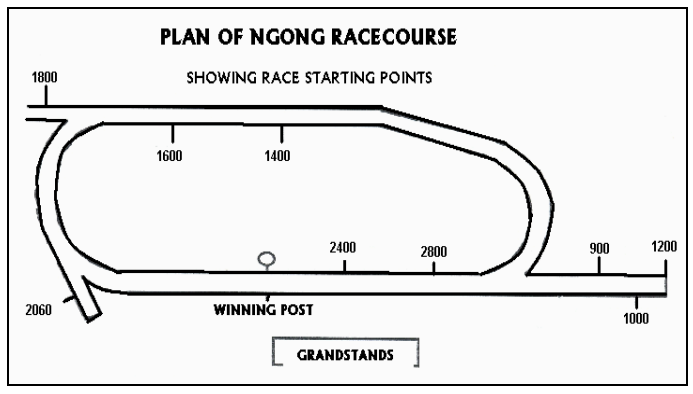 PLAN OF NGONG RACECOURSE
SHOWING RACE STARTING POINTS
1800
1600
1400
2400
2800
900
1200
2060
WINNING POST
1000
GRANDSTANDS